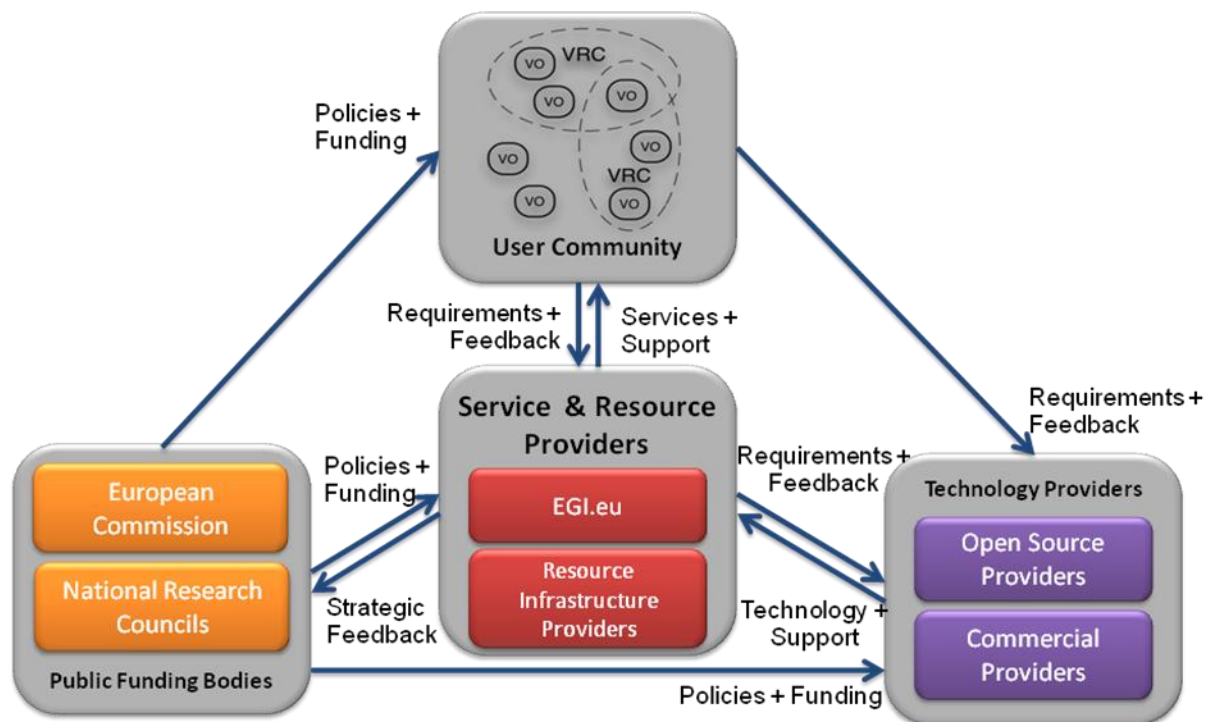 VO
VRC
VO
VO
VO
VO
VRC
VO
VO
User Community
Policies +
Funding
Requirements +
Feedback
Services +
Support
Requirements +
Feedback
Service & Resource
Providers
EGI.eu
Resource
Infrastructure
Providers
Policies +
Funding
Strategic
Feedback
Requirements +
Feedback
Technology +
Support
European
Commission
National Research
Councils
Public Funding Bodies
Technology Providers
Open Source
Providers
Commercial
Providers
Policies + Funding